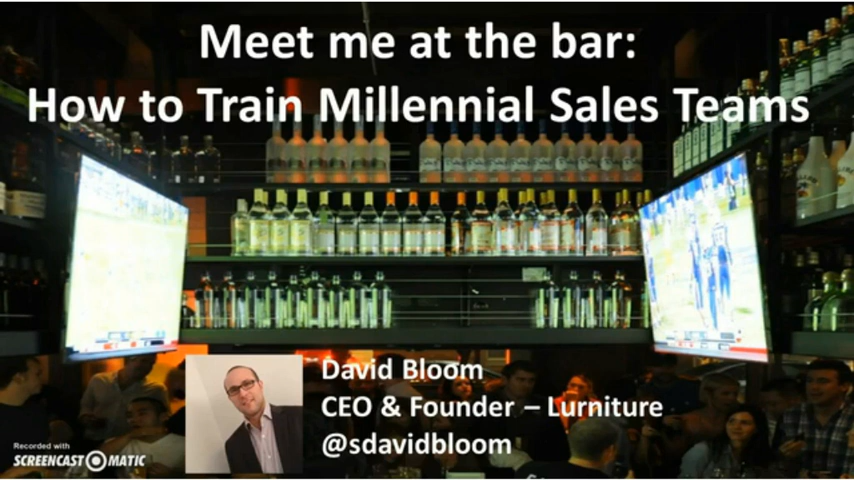 Meet me at the bar:
How to Train Millennial Sales Teams
David Bloom
CEO & Founder – Lurniture
@sdavidbloom
Recorded with
SCREENCAST-O-MATIC